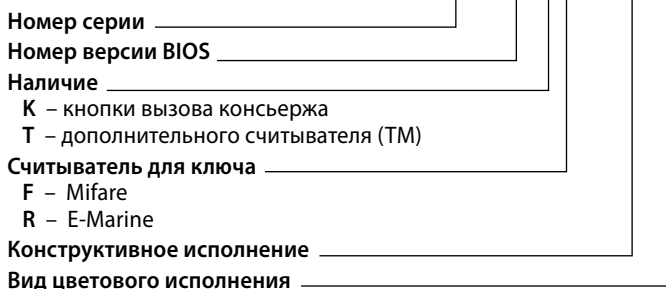 Номер серии
Номер версии BIOS
Наличие
K – кнопки вызова консьержа
T – дополнительного считывателя (TM)
Считыватель для ключа
F – Mifare
R – E-Marine
Конструктивное исполнение
Вид цветового исполнения